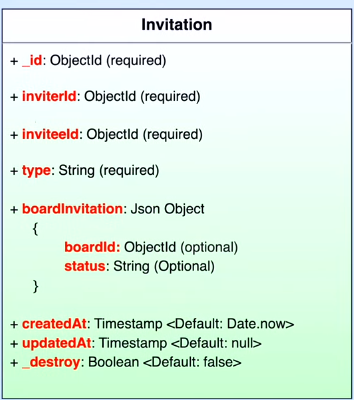 Invitation
+ _id: ObjectId (required)
+ inviterId: ObjectId (required)
+ inviteeId: ObjectId (required)
+ type: String (required)
+ boardInvitation: Json Object
{
boardId: ObjectId (optional)
status: String (Optional)
}
+ createdAt: Timestamp <Default: Date.now>
+ updatedAt: Timestamp <Default: null>
+ _destroy: Boolean <Default: false>